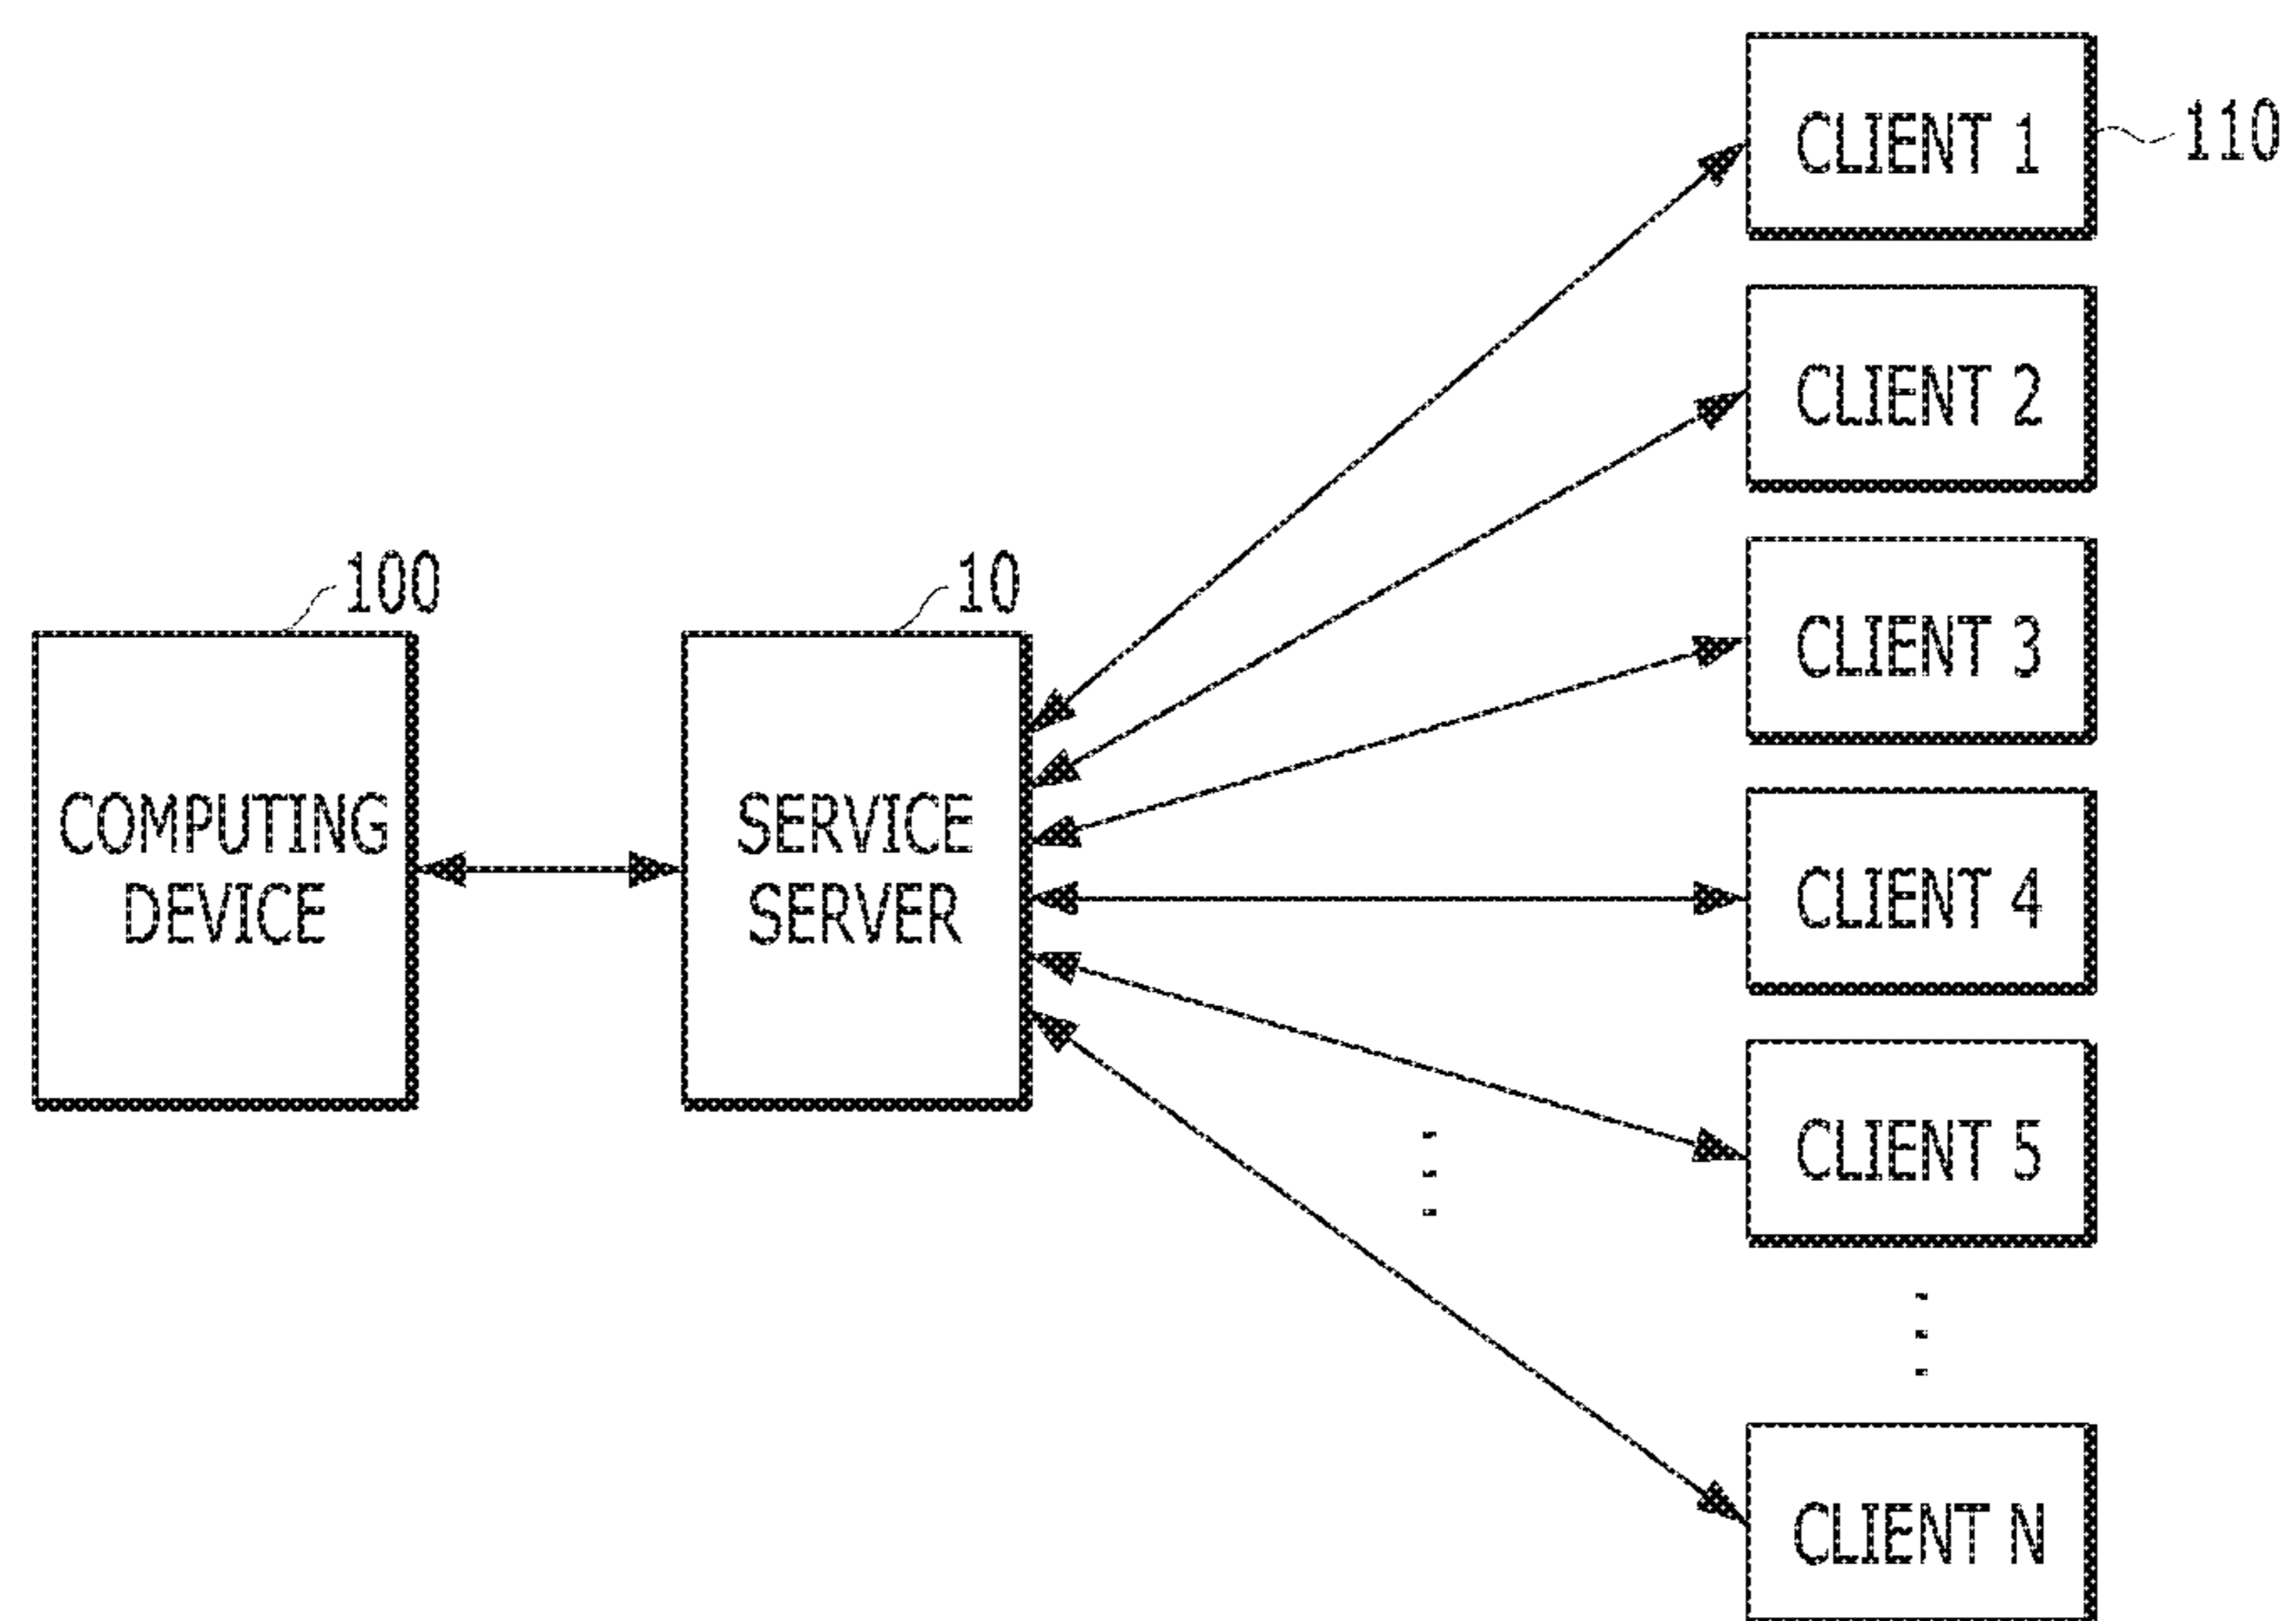 CLIENT 1
110
CLIENT 2
CLIENT 3
100
10
COMPUTING
DEVICE
SERVICE
SERVER
CLIENT 4
CLIENT 5
CLIENT N